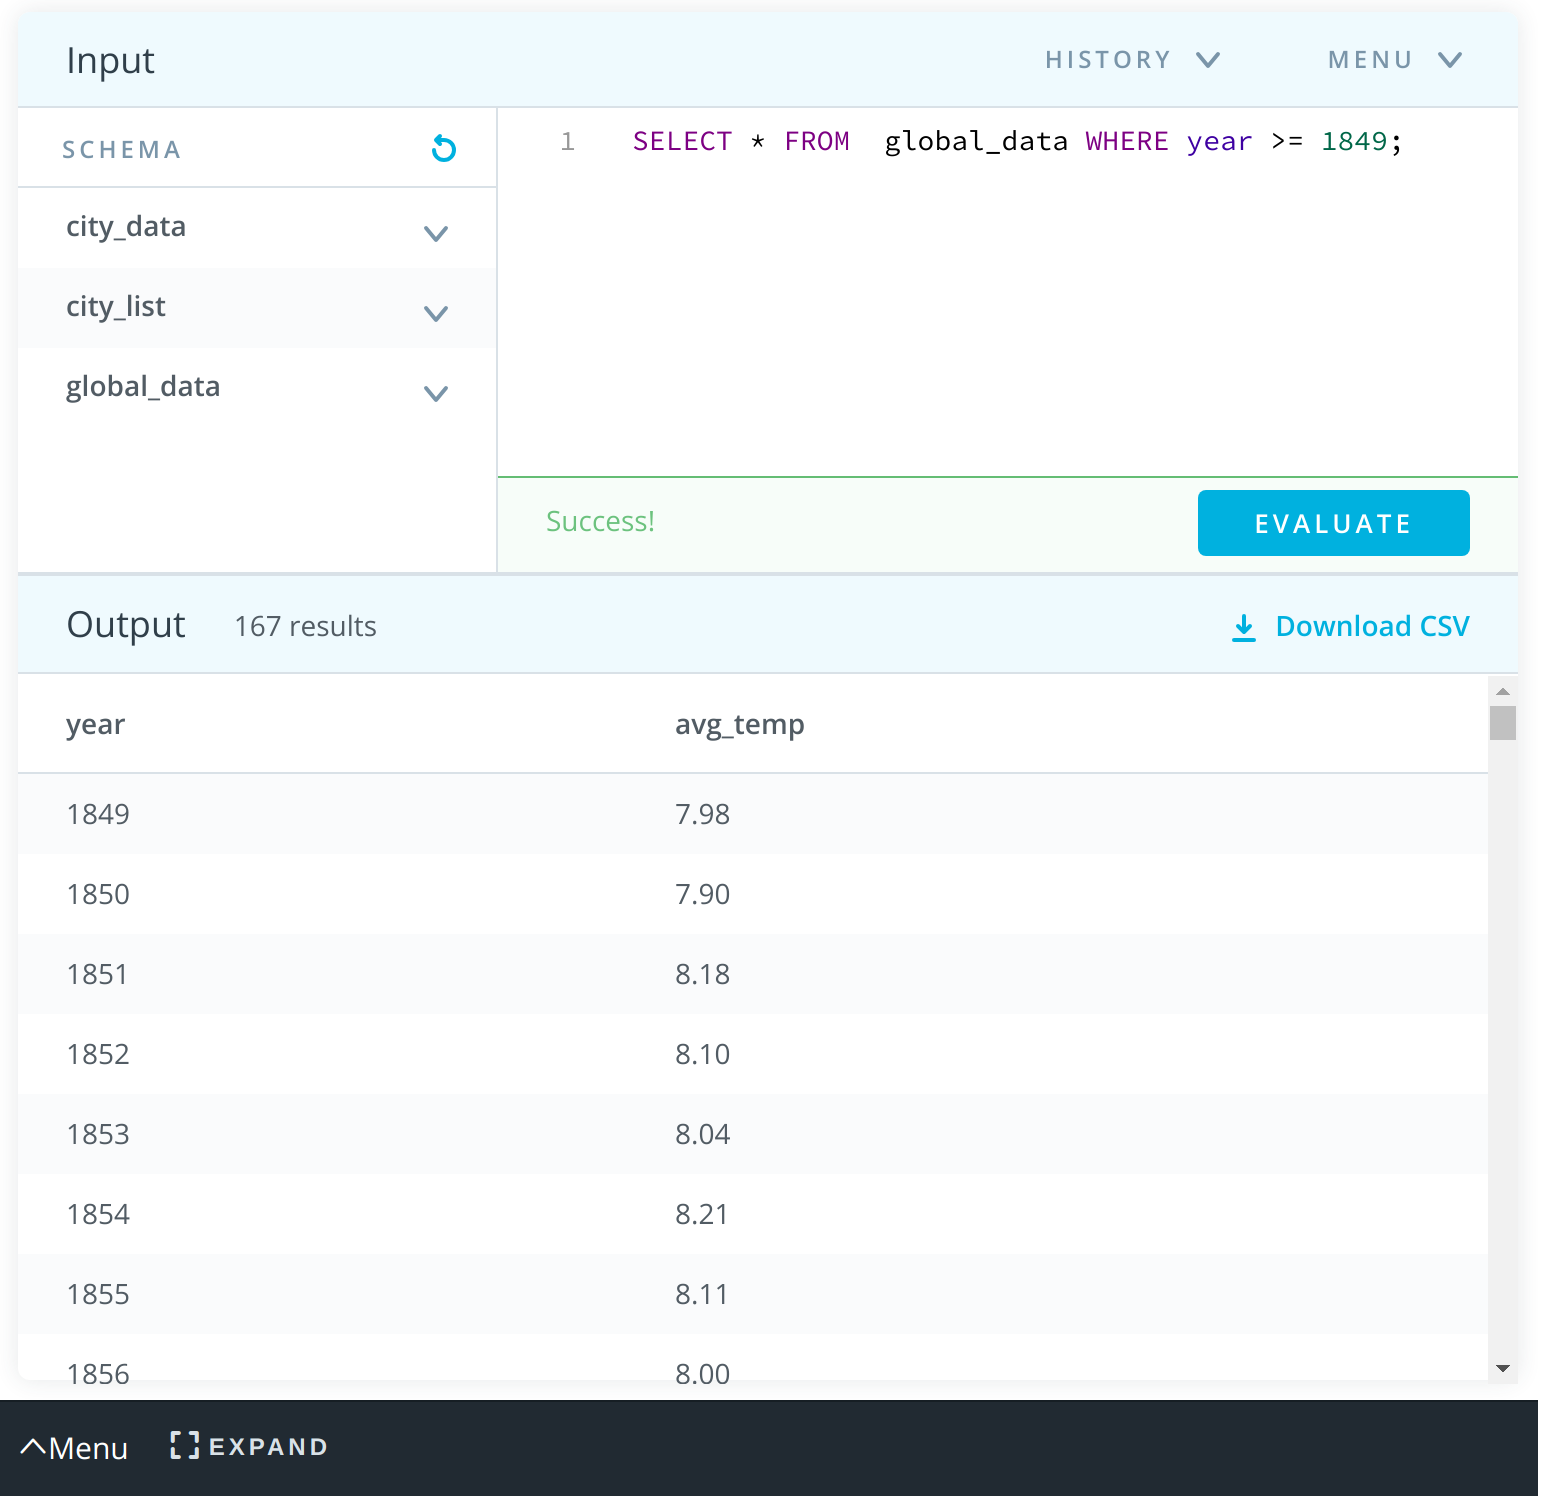 Input HISTORY MENU
SCHEMA
city_data
city_list
global_data
1 SELECT * FROM  global_data WHERE year >= 1849;
Success! EVALUATE
Output 167 results Download CSV
year avg_temp
1849 7.98
1850 7.90
1851 8.18
1852 8.10
1853 8.04
1854 8.21
1855 8.11
1856 8.00
Menu EXPAND